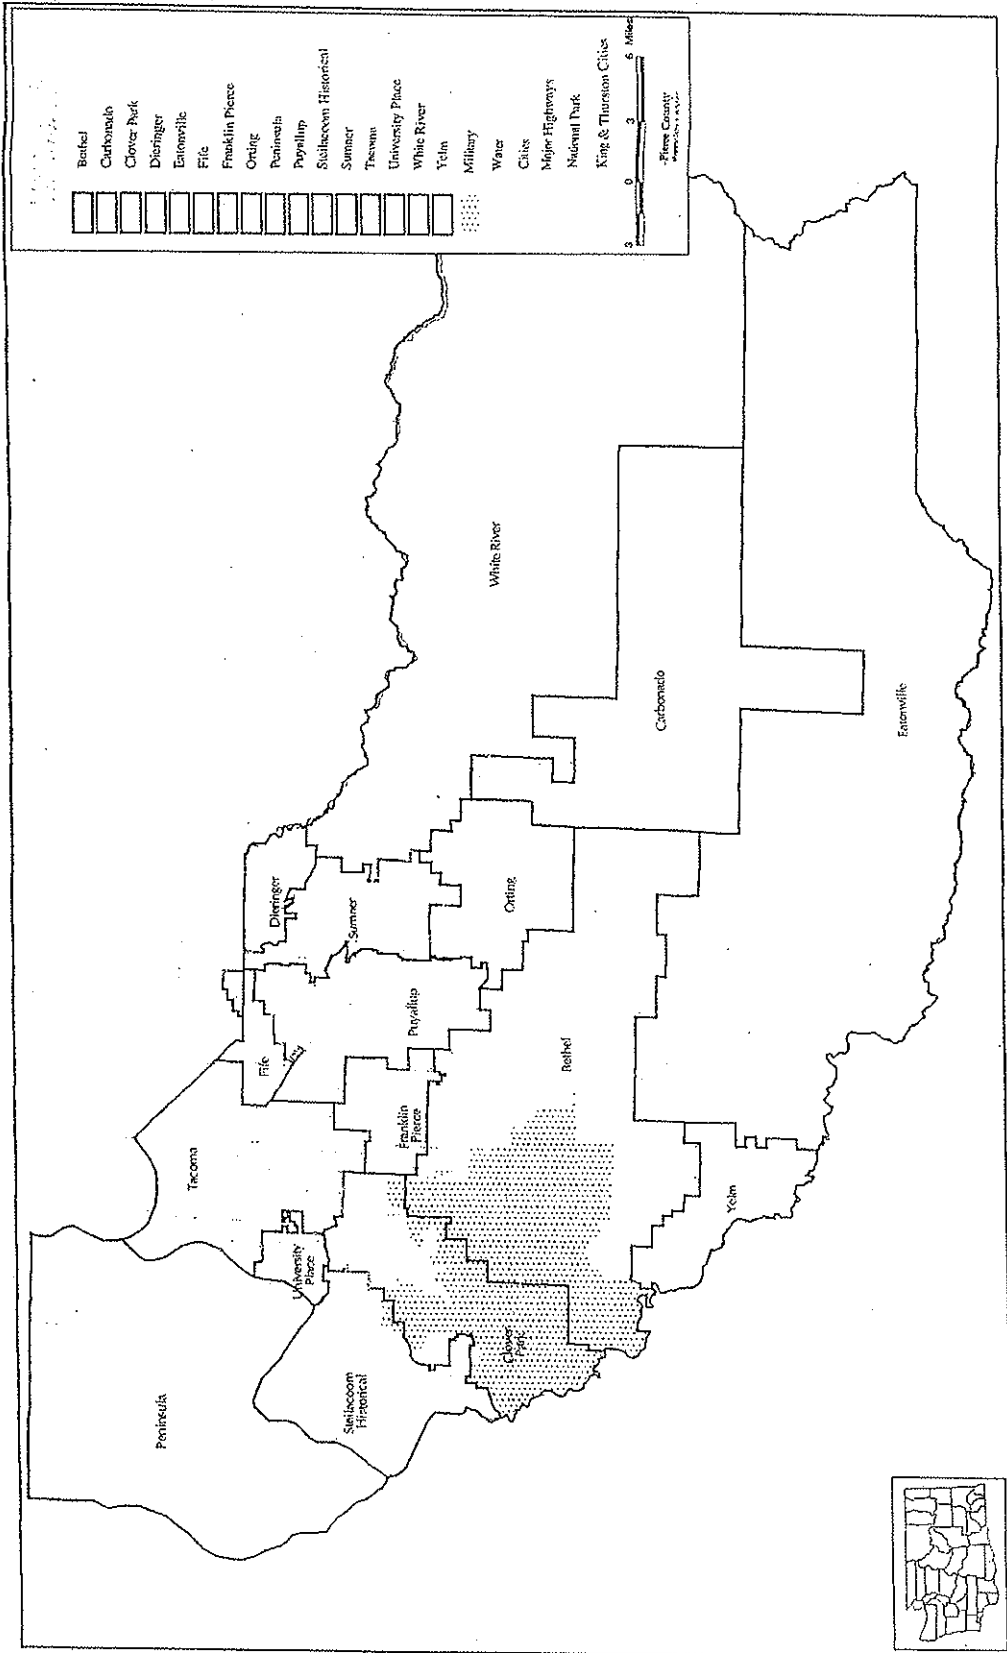 Bethel
Carbonado
Clover Park
Dieringer
Eatonville
Fife
Franklin Pierce
Orting
Peninsula
Puyallup
Steilacoom Historical
Sumner
Tacoma
University Place
White River
Yelm
Military
Water
Cities
Major Highways
National Park
King & Thurston Cities
3 0 3 6 Miles
Pierce County
Peninsula
Steilacoom
Historical
University
Place
Tacoma
Fife
Dieringer
Sumner
Puyallup
Franklin
Pierce
Clover
Park
Orting
Bethel
Yelm
White River
Carbonado
Eatonville